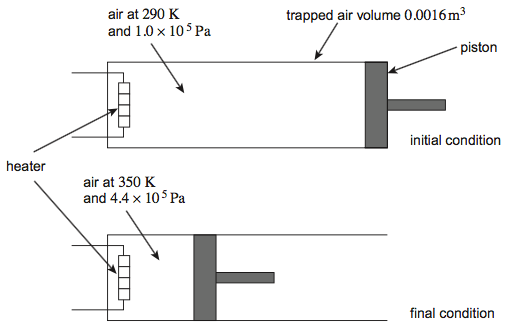 air at 290 K
and 1.0 × 10⁵ Pa
trapped air volume 0.0016 m³
piston
initial condition
heater
air at 350 K
and 4.4 × 10⁵ Pa
final condition